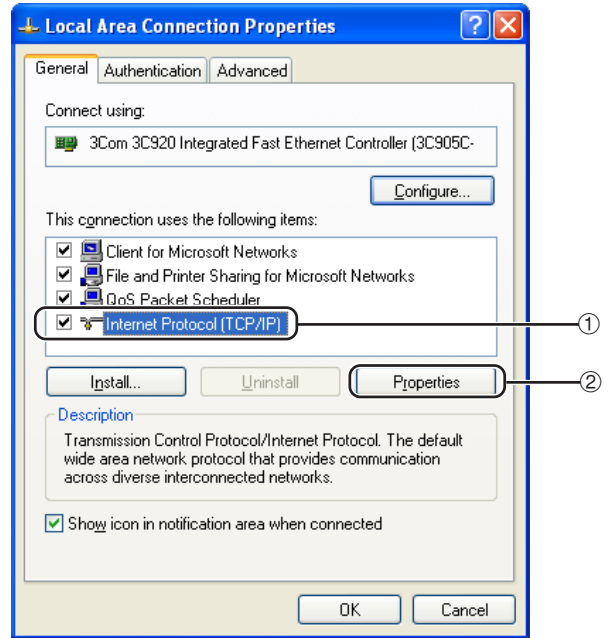 Local Area Connection Properties
General Authentication Advanced
Connect using:
3Com 3C920 Integrated Fast Ethernet Controller (3C905C-
Configure...
This connection uses the following items:
Client for Microsoft Networks
File and Printer Sharing for Microsoft Networks
QoS Packet Scheduler
Internet Protocol (TCP/IP) ①
Install... Uninstall Properties ②
Description
Transmission Control Protocol/Internet Protocol. The default
wide area network protocol that provides communication
across diverse interconnected networks.
Show icon in notification area when connected
OK Cancel